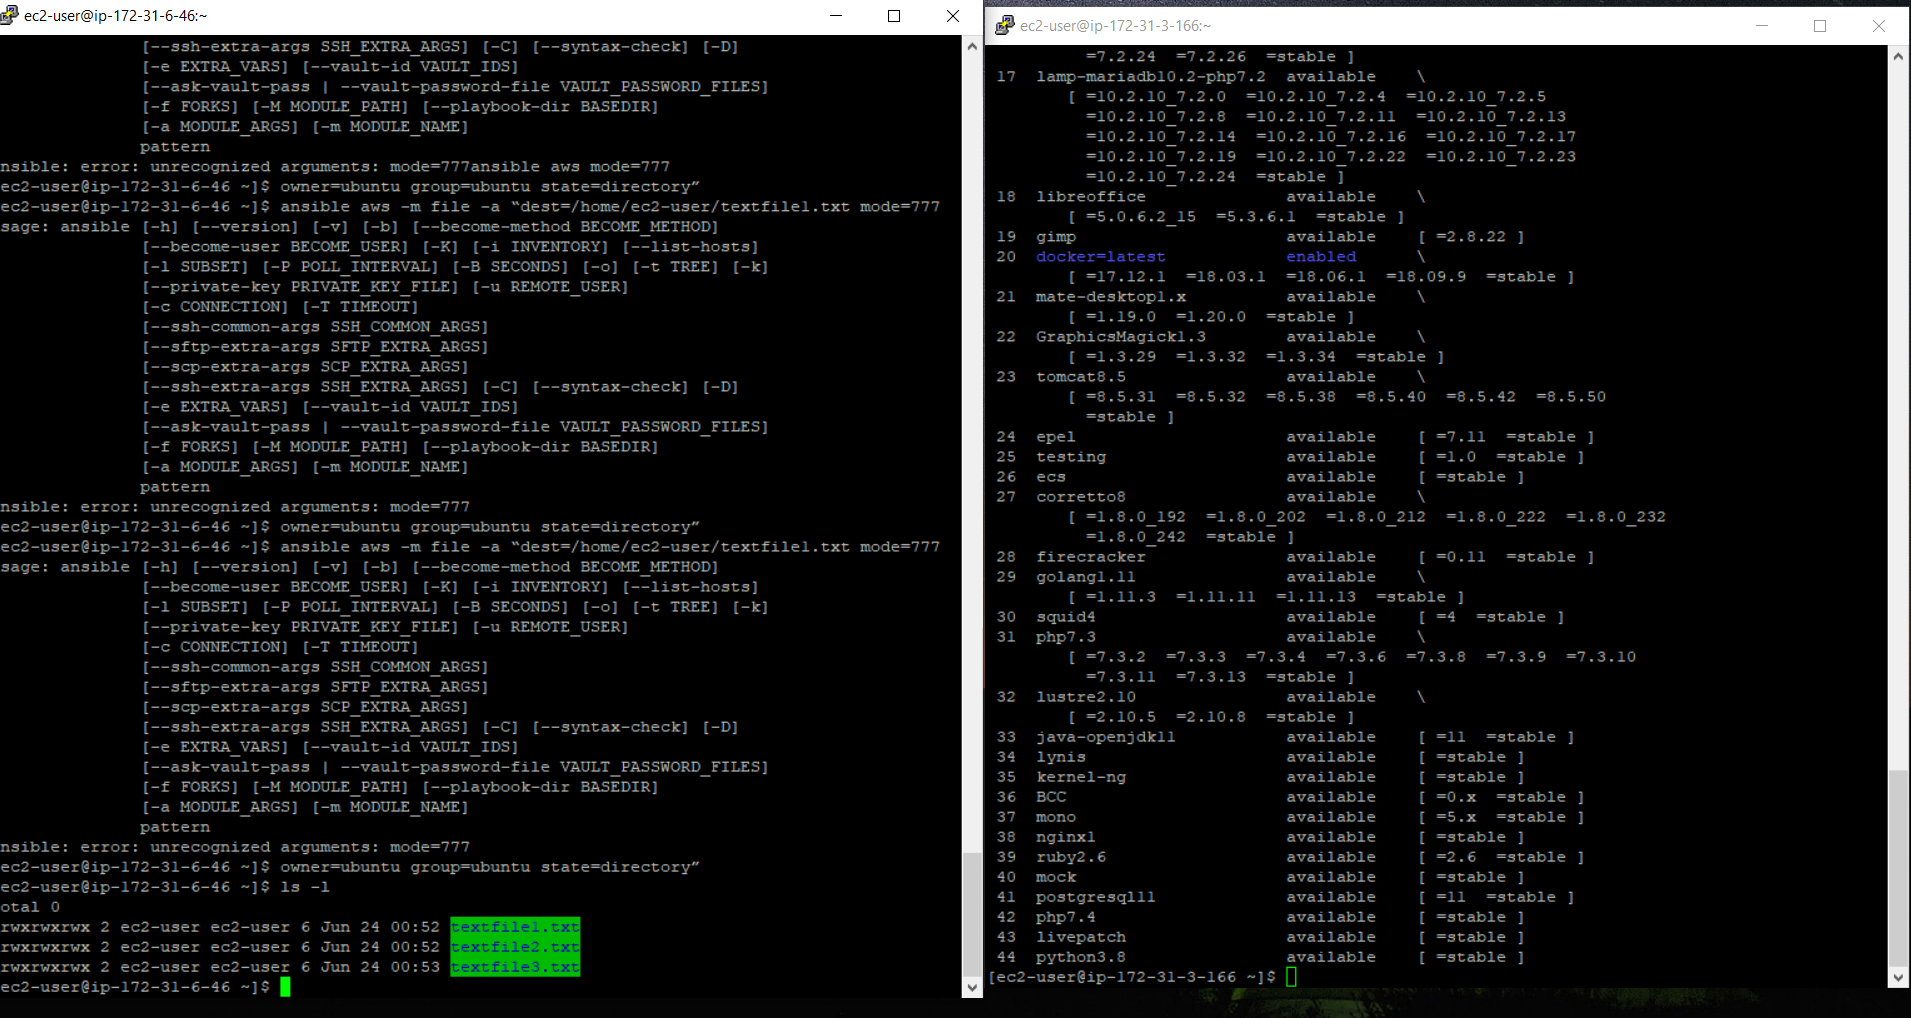 ec2-user@ip-172-31-6-46:~
[--ssh-extra-args SSH_EXTRA_ARGS] [-C] [--syntax-check] [-D]
[-e EXTRA_VARS] [--vault-id VAULT_IDS]
[--ask-vault-pass | --vault-password-file VAULT_PASSWORD_FILES]
[-f FORKS] [-M MODULE_PATH] [--playbook-dir BASEDIR]
[-a MODULE_ARGS] [-m MODULE_NAME]
pattern
nsible: error: unrecognized arguments: mode=777ansible aws mode=777
ec2-user@ip-172-31-6-46 ~]$ owner=ubuntu group=ubuntu state=directory”
ec2-user@ip-172-31-6-46 ~]$ ansible aws -m file -a “dest=/home/ec2-user/textfile1.txt mode=777
sage: ansible [-h] [--version] [-v] [-b] [--become-method BECOME_METHOD]
[--become-user BECOME_USER] [-K] [-i INVENTORY] [--list-hosts]
[-l SUBSET] [-P POLL_INTERVAL] [-B SECONDS] [-o] [-t TREE] [-k]
[--private-key PRIVATE_KEY_FILE] [-u REMOTE_USER]
[-c CONNECTION] [-T TIMEOUT]
[--ssh-common-args SSH_COMMON_ARGS]
[--sftp-extra-args SFTP_EXTRA_ARGS]
[--scp-extra-args SCP_EXTRA_ARGS]
[--ssh-extra-args SSH_EXTRA_ARGS] [-C] [--syntax-check] [-D]
[-e EXTRA_VARS] [--vault-id VAULT_IDS]
[--ask-vault-pass | --vault-password-file VAULT_PASSWORD_FILES]
[-f FORKS] [-M MODULE_PATH] [--playbook-dir BASEDIR]
[-a MODULE_ARGS] [-m MODULE_NAME]
pattern
nsible: error: unrecognized arguments: mode=777
ec2-user@ip-172-31-6-46 ~]$ owner=ubuntu group=ubuntu state=directory”
ec2-user@ip-172-31-6-46 ~]$ ansible aws -m file -a “dest=/home/ec2-user/textfile1.txt mode=777
sage: ansible [-h] [--version] [-v] [-b] [--become-method BECOME_METHOD]
[--become-user BECOME_USER] [-K] [-i INVENTORY] [--list-hosts]
[-l SUBSET] [-P POLL_INTERVAL] [-B SECONDS] [-o] [-t TREE] [-k]
[--private-key PRIVATE_KEY_FILE] [-u REMOTE_USER]
[-c CONNECTION] [-T TIMEOUT]
[--ssh-common-args SSH_COMMON_ARGS]
[--sftp-extra-args SFTP_EXTRA_ARGS]
[--scp-extra-args SCP_EXTRA_ARGS]
[--ssh-extra-args SSH_EXTRA_ARGS] [-C] [--syntax-check] [-D]
[-e EXTRA_VARS] [--vault-id VAULT_IDS]
[--ask-vault-pass | --vault-password-file VAULT_PASSWORD_FILES]
[-f FORKS] [-M MODULE_PATH] [--playbook-dir BASEDIR]
[-a MODULE_ARGS] [-m MODULE_NAME]
pattern
nsible: error: unrecognized arguments: mode=777
ec2-user@ip-172-31-6-46 ~]$ owner=ubuntu group=ubuntu state=directory”
ec2-user@ip-172-31-6-46 ~]$ ls -l
otal 0
rwxrwxrwx 2 ec2-user ec2-user 6 Jun 24 00:52 textfile1.txt
rwxrwxrwx 2 ec2-user ec2-user 6 Jun 24 00:52 textfile2.txt
rwxrwxrwx 2 ec2-user ec2-user 6 Jun 24 00:53 textfile3.txt
ec2-user@ip-172-31-6-46 ~]$
ec2-user@ip-172-31-3-166:~
=7.2.24 =7.2.26 =stable ]
17 lamp-mariadb10.2-php7.2 available \
[ =10.2.10_7.2.0 =10.2.10_7.2.4 =10.2.10_7.2.5
=10.2.10_7.2.8 =10.2.10_7.2.11 =10.2.10_7.2.13
=10.2.10_7.2.14 =10.2.10_7.2.16 =10.2.10_7.2.17
=10.2.10_7.2.19 =10.2.10_7.2.22 =10.2.10_7.2.23
=10.2.10_7.2.24 =stable ]
18 libreoffice available \
[ =5.0.6.2_15 =5.3.6.1 =stable ]
19 gimp available [ =2.8.22 ]
20 docker=latest enabled \
[ =17.12.1 =18.03.1 =18.06.1 =18.09.9 =stable ]
21 mate-desktop1.x available \
[ =1.19.0 =1.20.0 =stable ]
22 GraphicsMagick1.3 available \
[ =1.3.29 =1.3.32 =1.3.34 =stable ]
23 tomcat8.5 available \
[ =8.5.31 =8.5.32 =8.5.38 =8.5.40 =8.5.42 =8.5.50
=stable ]
24 epel available [ =7.11 =stable ]
25 testing available [ =1.0 =stable ]
26 ecs available [ =stable ]
27 corretto8 available \
[ =1.8.0_192 =1.8.0_202 =1.8.0_212 =1.8.0_222 =1.8.0_232
=1.8.0_242 =stable ]
28 firecracker available [ =0.11 =stable ]
29 golang1.11 available \
[ =1.11.3 =1.11.11 =1.11.13 =stable ]
30 squid4 available [ =4 =stable ]
31 php7.3 available \
[ =7.3.2 =7.3.3 =7.3.4 =7.3.6 =7.3.8 =7.3.9 =7.3.10
=7.3.11 =7.3.13 =stable ]
32 lustre2.10 available \
[ =2.10.5 =2.10.8 =stable ]
33 java-openjdk11 available [ =11 =stable ]
34 lynis available [ =stable ]
35 kernel-ng available [ =stable ]
36 BCC available [ =0.x =stable ]
37 mono available [ =5.x =stable ]
38 nginx1 available [ =stable ]
39 ruby2.6 available [ =2.6 =stable ]
40 mock available [ =stable ]
41 postgresql11 available [ =11 =stable ]
42 php7.4 available [ =stable ]
43 livepatch available [ =stable ]
44 python3.8 available [ =stable ]
[ec2-user@ip-172-31-3-166 ~]$